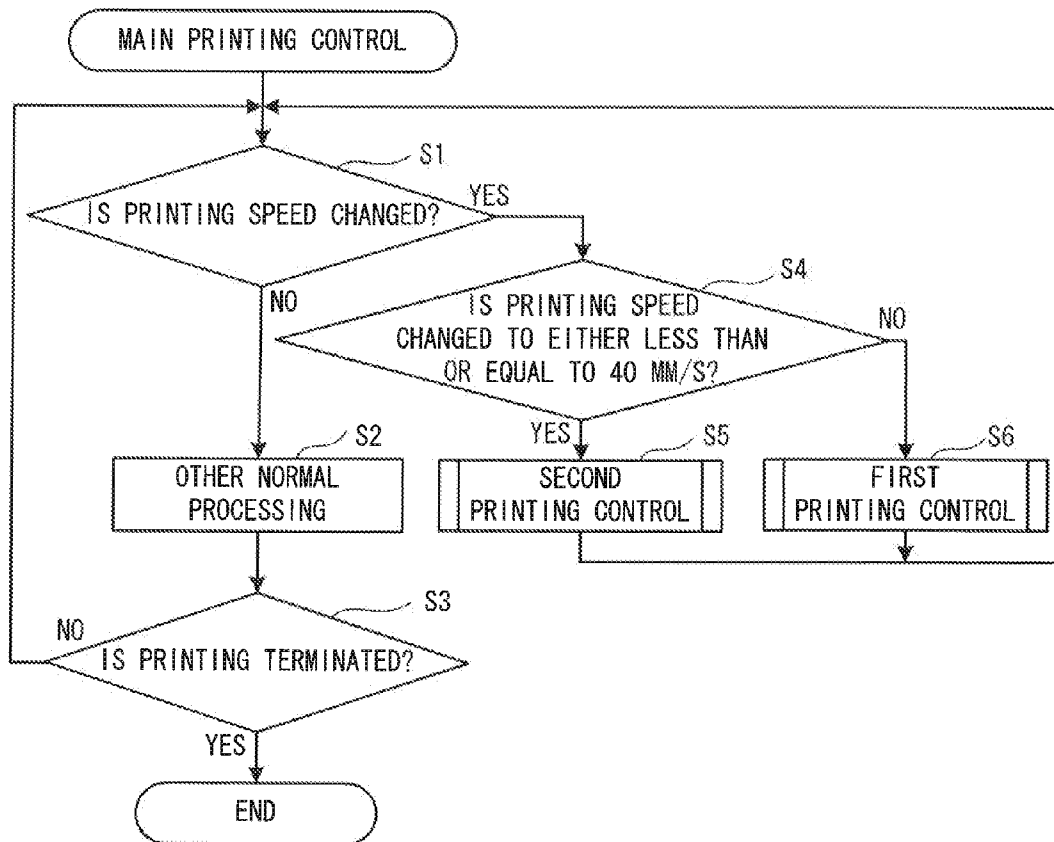 MAIN PRINTING CONTROL
S1
IS PRINTING SPEED CHANGED?
YES
NO
S4
IS PRINTING SPEED
CHANGED TO EITHER LESS THAN
OR EQUAL TO 40 MM/S?
NO
YES
S2
OTHER NORMAL
PROCESSING
S5
SECOND
PRINTING CONTROL
S6
FIRST
PRINTING CONTROL
S3
NO
IS PRINTING TERMINATED?
YES
END